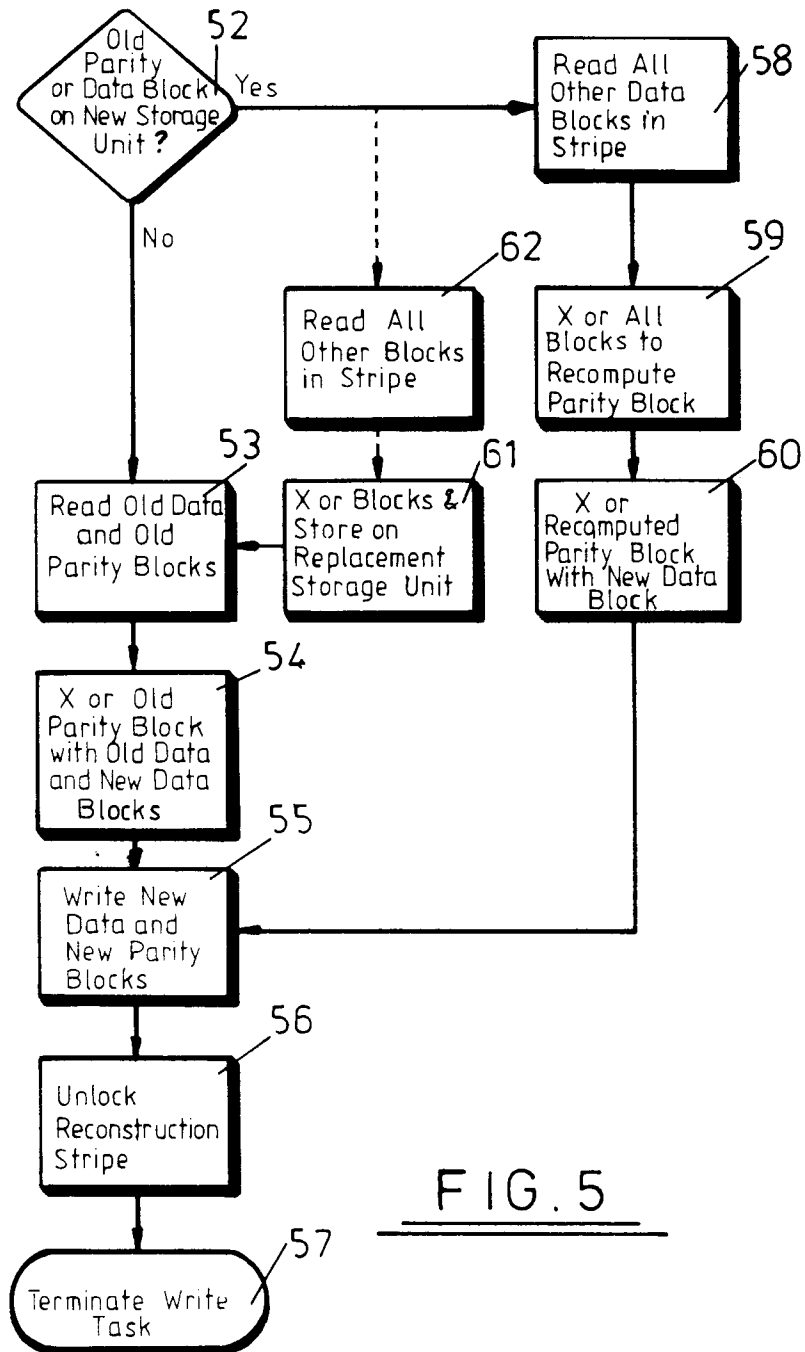 52
Old
Parity
or Data Block
on New Storage
Unit ?
Yes
No
58
Read All
Other Data
Blocks in
Stripe
62
Read All
Other Blocks
in Stripe
59
X or All
Blocks to
Recompute
Parity Block
53
Read Old Data
and Old
Parity Blocks
61
X or Blocks &
Store on
Replacement
Storage Unit
60
X or
Recomputed
Parity Block
With New Data
Block
54
X or Old
Parity Block
with Old Data
and New Data
Blocks
55
Write New
Data and
New Parity
Blocks
56
Unlock
Reconstruction
Stripe
57
Terminate Write
Task
FIG. 5